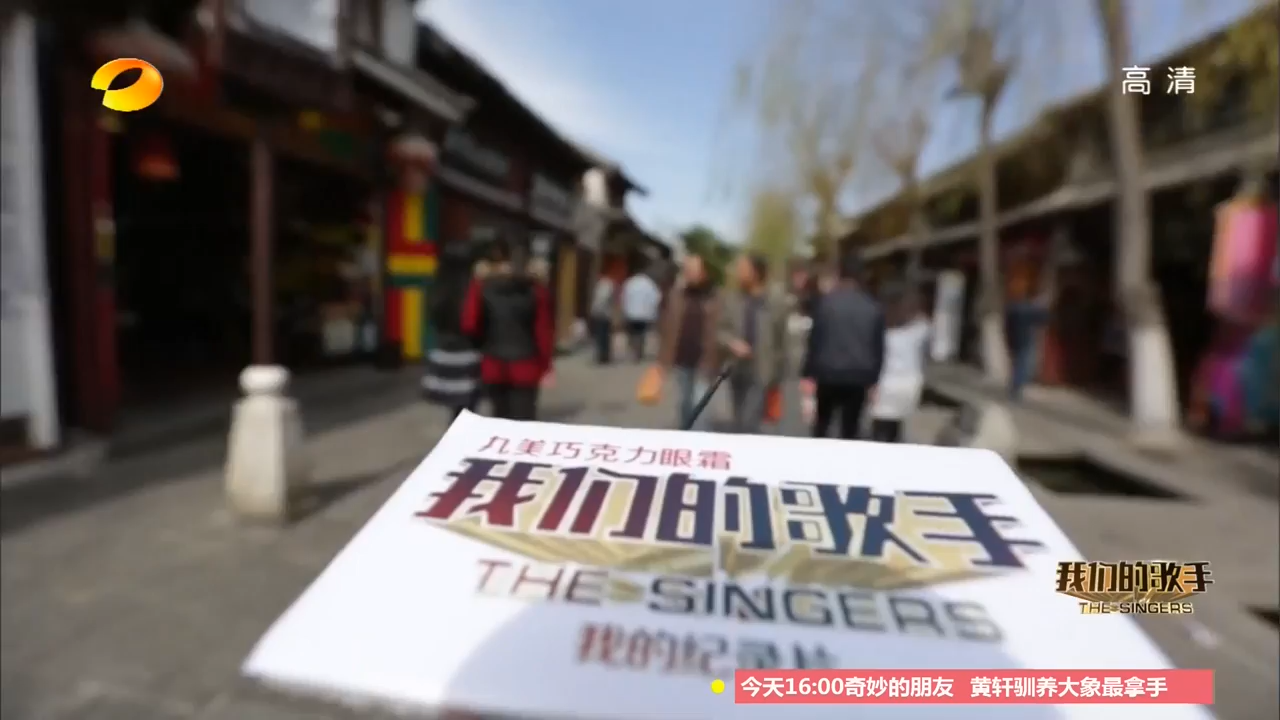 高清
几美巧克力眼霜
我们的歌手
THE SINGERS
我的纪录片
我们的歌手
THE SINGERS
今天16:00奇妙的朋友 黄轩驯养大象最拿手